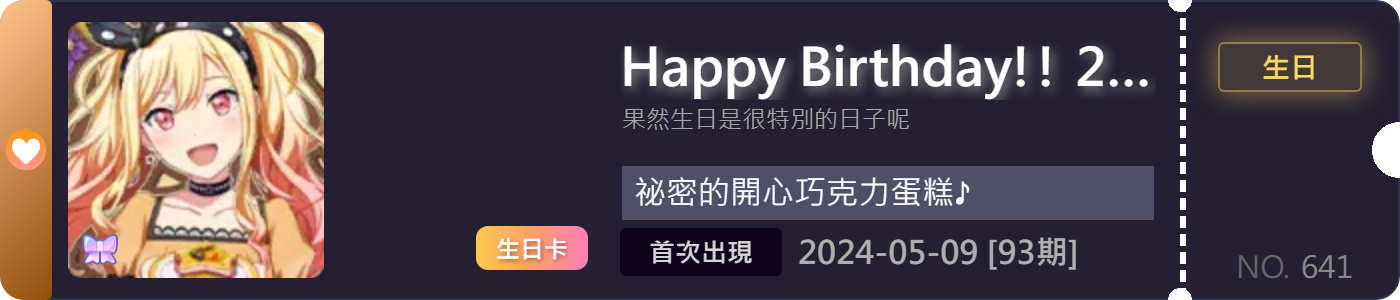 Happy Birthday!! 2...
果然生日是很特別的日子呢
祕密的開心巧克力蛋糕♪
生日卡
首次出現 2024-05-09 [93期]
生日
NO. 641